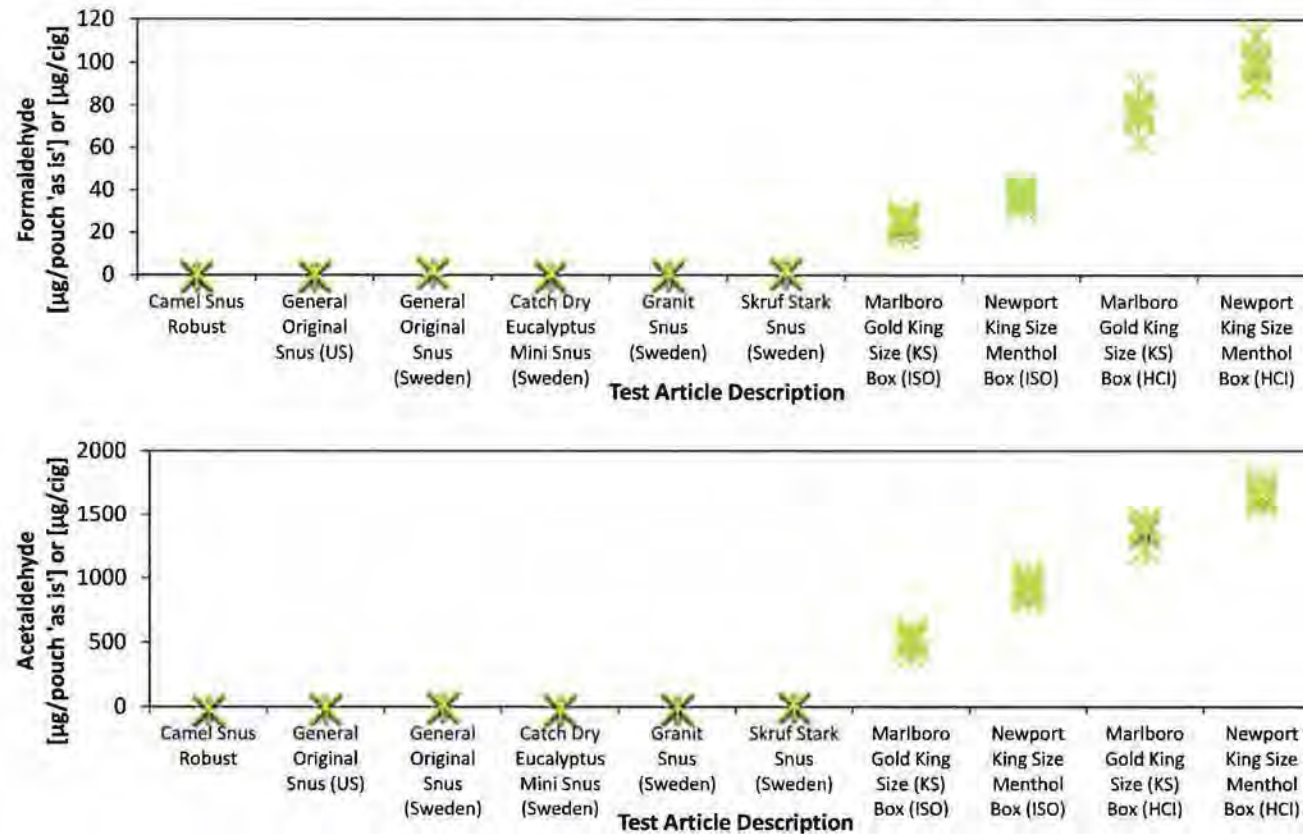 Formaldehyde
[µg/pouch 'as is'] or [µg/cig]
120
100
80
60
40
20
0
Camel Snus
Robust
General
Original
Snus (US)
General
Original
Snus
(Sweden)
Catch Dry
Eucalyptus
Mini Snus
(Sweden)
Granit
Snus
(Sweden)
Skruf Stark
Snus
(Sweden)
Marlboro
Gold King
Size (KS)
Box (ISO)
Newport
King Size
Menthol
Box (ISO)
Marlboro
Gold King
Size (KS)
Box (HCI)
Newport
King Size
Menthol
Box (HCI)
Test Article Description
Acetaldehyde
[µg/pouch 'as is'] or [µg/cig]
2000
1500
1000
500
0
Camel Snus
Robust
General
Original
Snus (US)
General
Original
Snus
(Sweden)
Catch Dry
Eucalyptus
Mini Snus
(Sweden)
Granit
Snus
(Sweden)
Skruf Stark
Snus
(Sweden)
Marlboro
Gold King
Size (KS)
Box (ISO)
Newport
King Size
Menthol
Box (ISO)
Marlboro
Gold King
Size (KS)
Box (HCI)
Newport
King Size
Menthol
Box (HCI)
Test Article Description